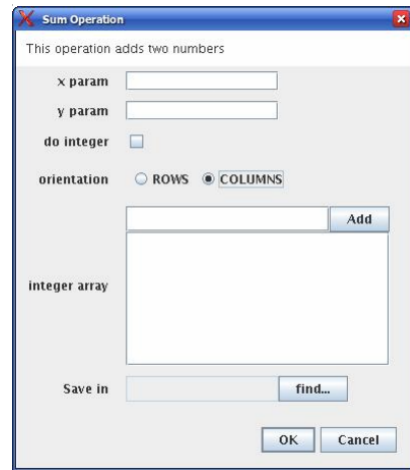 Sum Operation
This operation adds two numbers
x param
y param
do integer
orientation ROWS COLUMNS
Add
integer array
Save in find...
OK Cancel